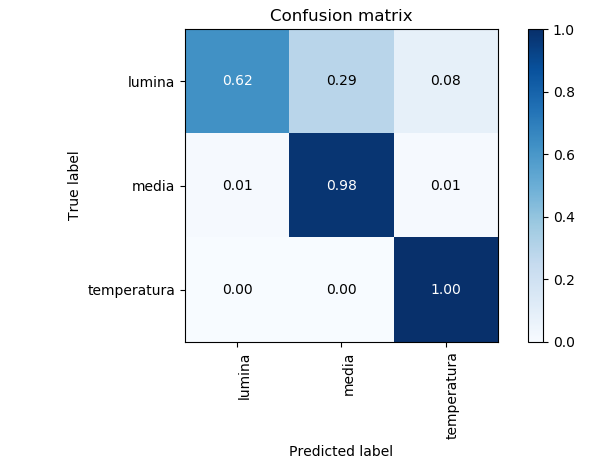 Confusion matrix
True label
lumina 0.62 0.29 0.08
media 0.01 0.98 0.01
temperatura 0.00 0.00 1.00
lumina media temperatura
Predicted label
1.0
0.8
0.6
0.4
0.2
0.0